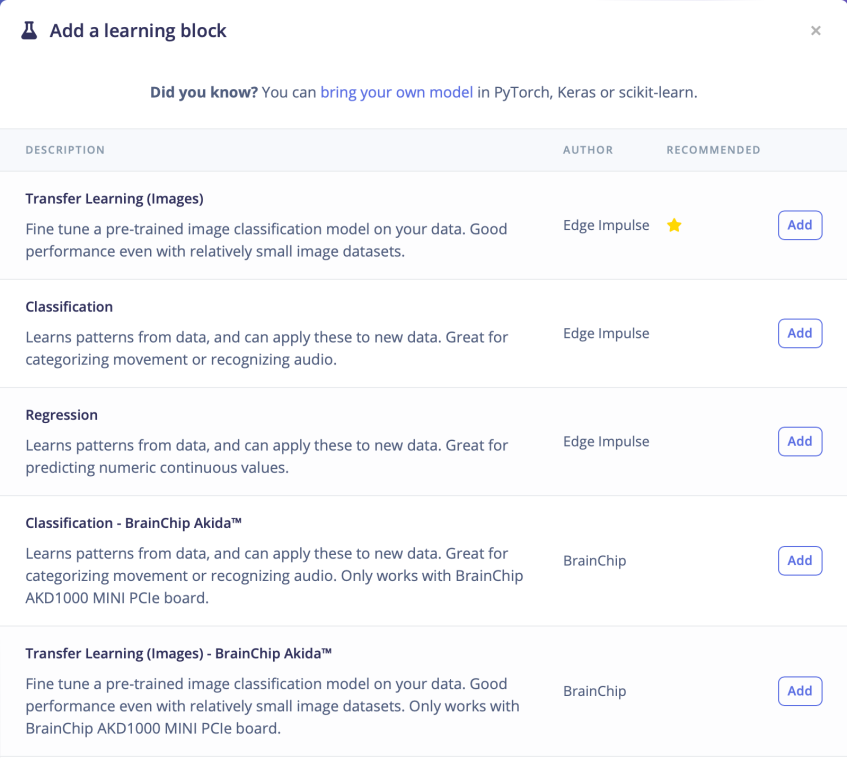 Add a learning block
×
Did you know? You can bring your own model in PyTorch, Keras or scikit-learn.
DESCRIPTION AUTHOR RECOMMENDED
Transfer Learning (Images)
Fine tune a pre-trained image classification model on your data. Good
performance even with relatively small image datasets.
Edge Impulse
Add
Classification
Learns patterns from data, and can apply these to new data. Great for
categorizing movement or recognizing audio.
Edge Impulse
Add
Regression
Learns patterns from data, and can apply these to new data. Great for
predicting numeric continuous values.
Edge Impulse
Add
Classification - BrainChip Akida™
Learns patterns from data, and can apply these to new data. Great for
categorizing movement or recognizing audio. Only works with BrainChip
AKD1000 MINI PCIe board.
BrainChip
Add
Transfer Learning (Images) - BrainChip Akida™
Fine tune a pre-trained image classification model on your data. Good
performance even with relatively small image datasets. Only works with
BrainChip AKD1000 MINI PCIe board.
BrainChip
Add